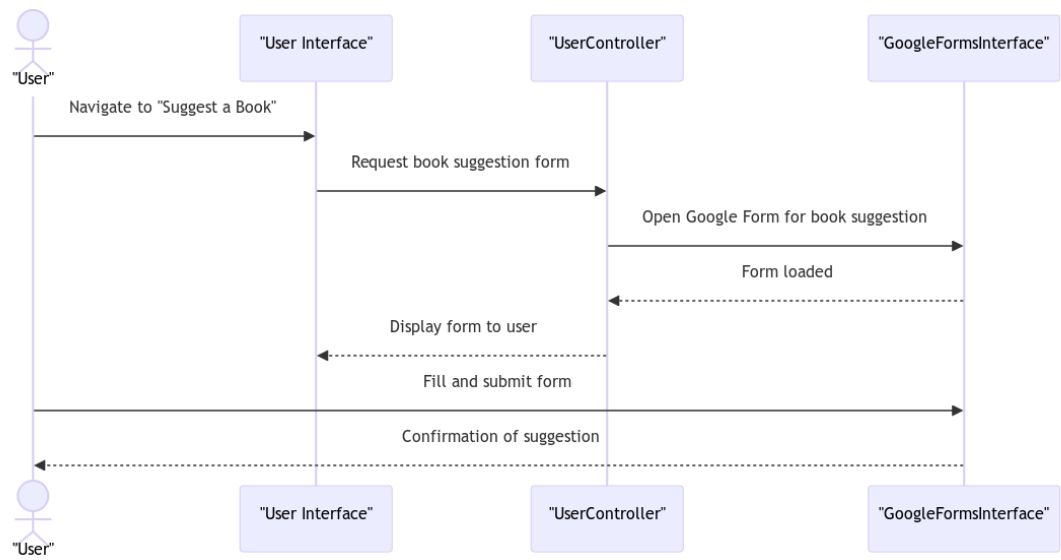 "User"
"User Interface"
"UserController"
"GoogleFormsInterface"
Navigate to "Suggest a Book"
Request book suggestion form
Open Google Form for book suggestion
Form loaded
Display form to user
Fill and submit form
Confirmation of suggestion
"User"
"User Interface"
"UserController"
"GoogleFormsInterface"